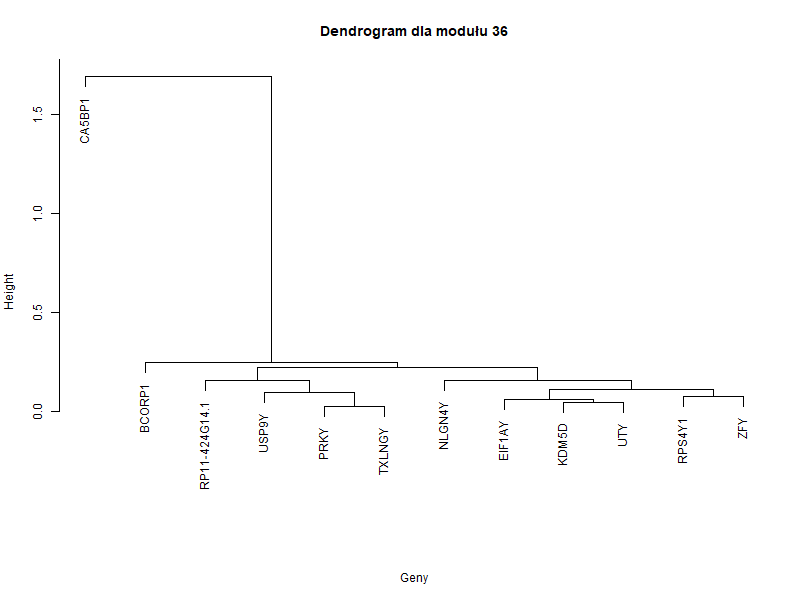 Dendrogram dla modułu 36
Height
1.5
1.0
0.5
0.0
CA5BP1
BCORP1
RP11-424G14.1
USP9Y
PRKY
TXLNGY
NLGN4Y
EIF1AY
KDM5D
UTY
RPS4Y1
ZFY
Geny